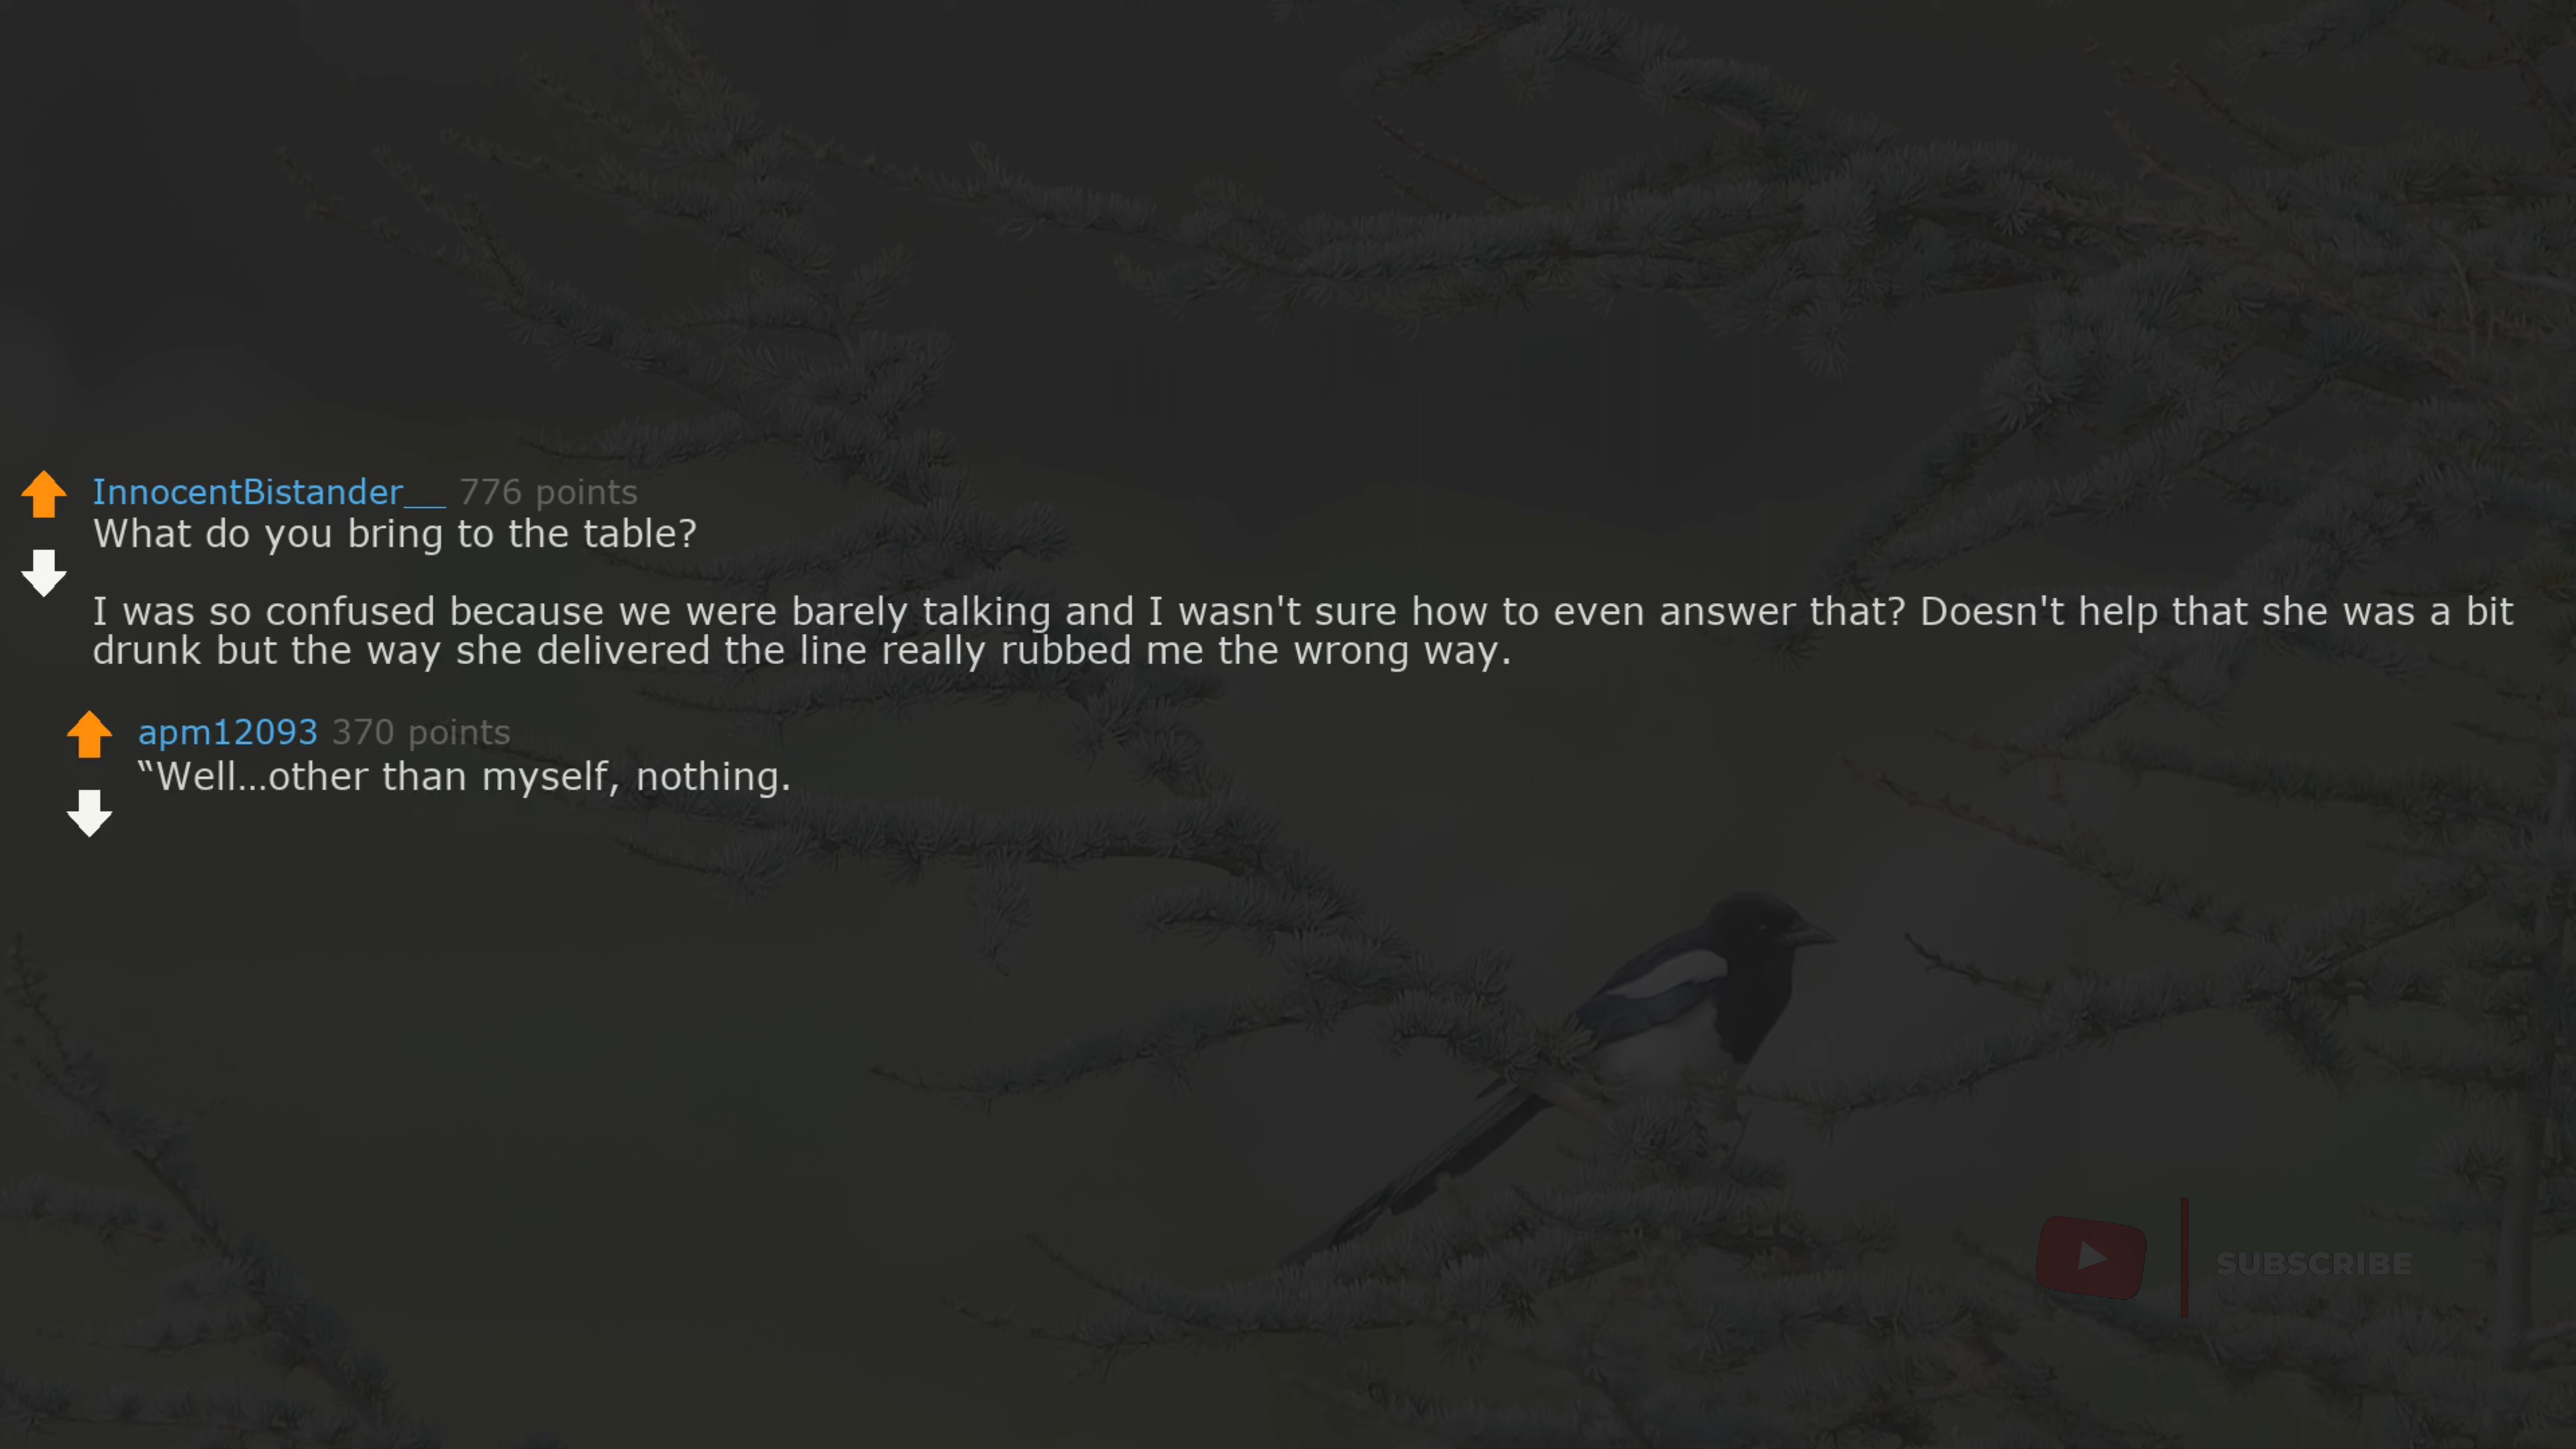 InnocentBistander__ 776 points
What do you bring to the table?
I was so confused because we were barely talking and I wasn't sure how to even answer that? Doesn't help that she was a bit
drunk but the way she delivered the line really rubbed me the wrong way.
apm12093 370 points
“Well…other than myself, nothing.
SUBSCRIBE